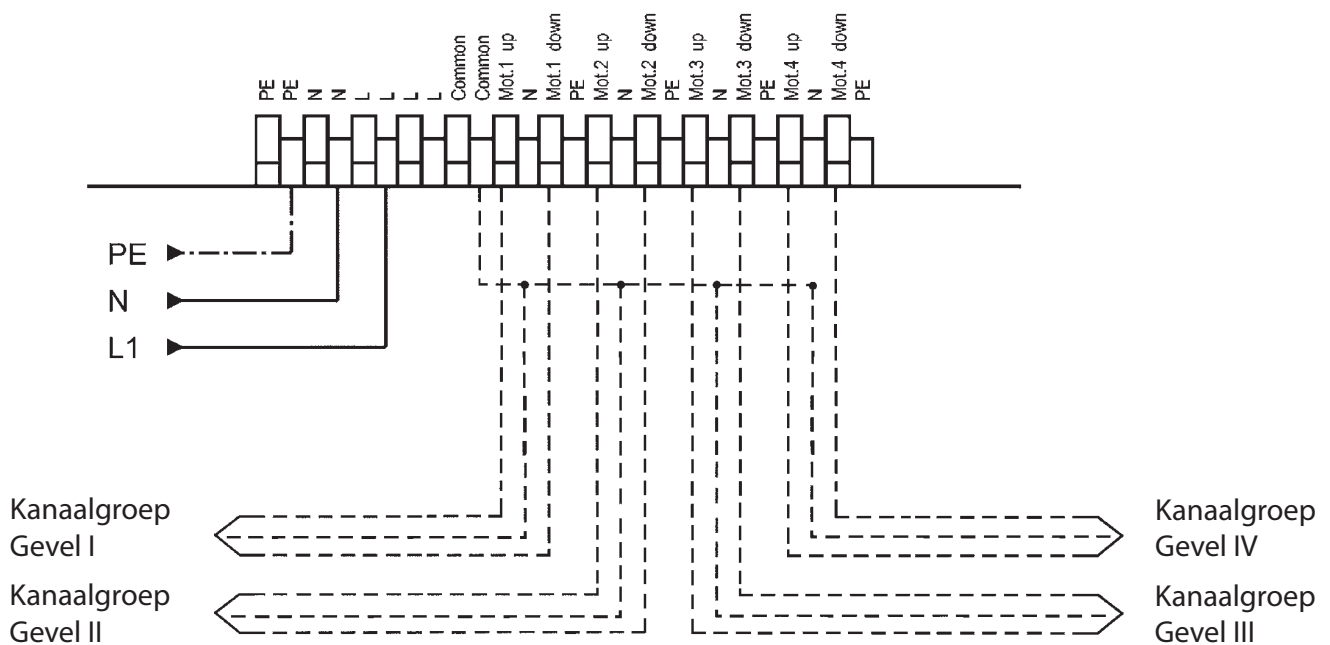 PE
PE
N
N
L
L
L
L
Common
Common
Mot.1 up
N
Mot.1 down
PE
Mot.2 up
N
Mot.2 down
PE
Mot.3 up
N
Mot.3 down
PE
Mot.4 up
N
Mot.4 down
PE
PE
N
L1
Kanaalgroep
Gevel I
Kanaalgroep
Gevel II
Kanaalgroep
Gevel IV
Kanaalgroep
Gevel III